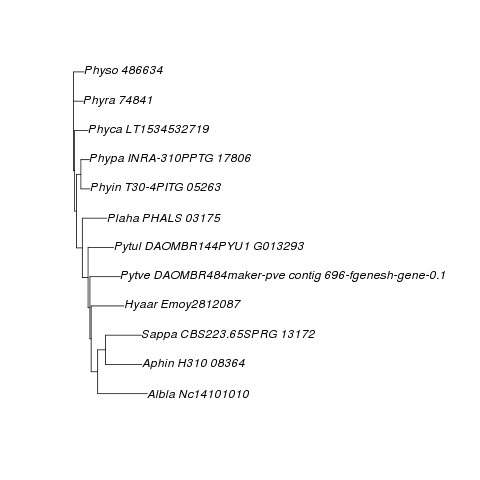 Physo 486634
Phyra 74841
Phyca LT1534532719
Phypa INRA-310PPTG 17806
Phyin T30-4PITG 05263
Plaha PHALS 03175
Pytul DAOMBR144PYU1 G013293
Pytve DAOMBR484maker-pve contig 696-fgenesh-gene-0.1
Hyaar Emoy2812087
Sappa CBS223.65SPRG 13172
Aphin H310 08364
Albla Nc14101010